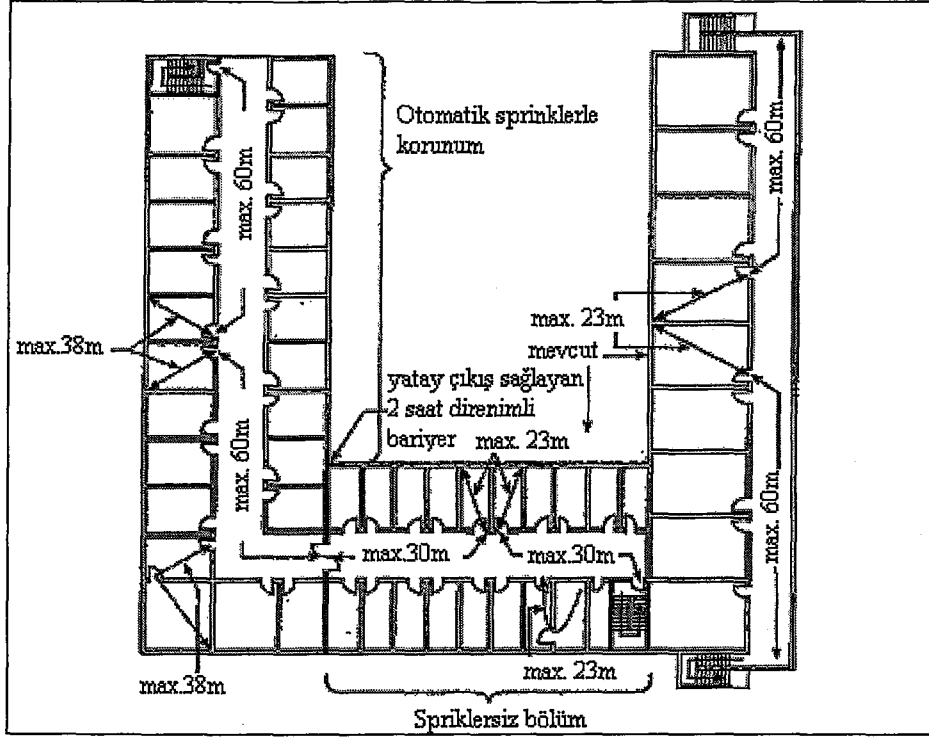 Otomatik sprinklerle
korunum
max. 60m
max. 60m
max. 23m
max.38m
mevcut
yatay çıkış sağlayan
2 saat direnimli
bariyer
max. 23m
max. 60m
max. 60m
max.30m
max.30m
max.38m
max. 23m
Spriklersiz bölüm